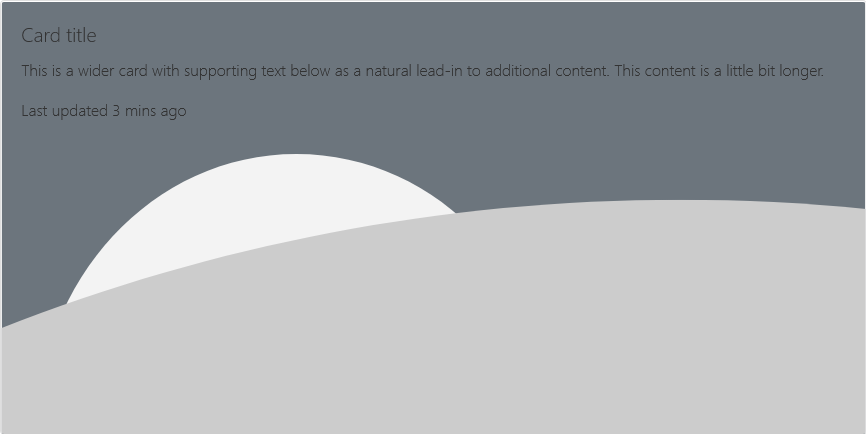 Card title
This is a wider card with supporting text below as a natural lead-in to additional content. This content is a little bit longer.
Last updated 3 mins ago